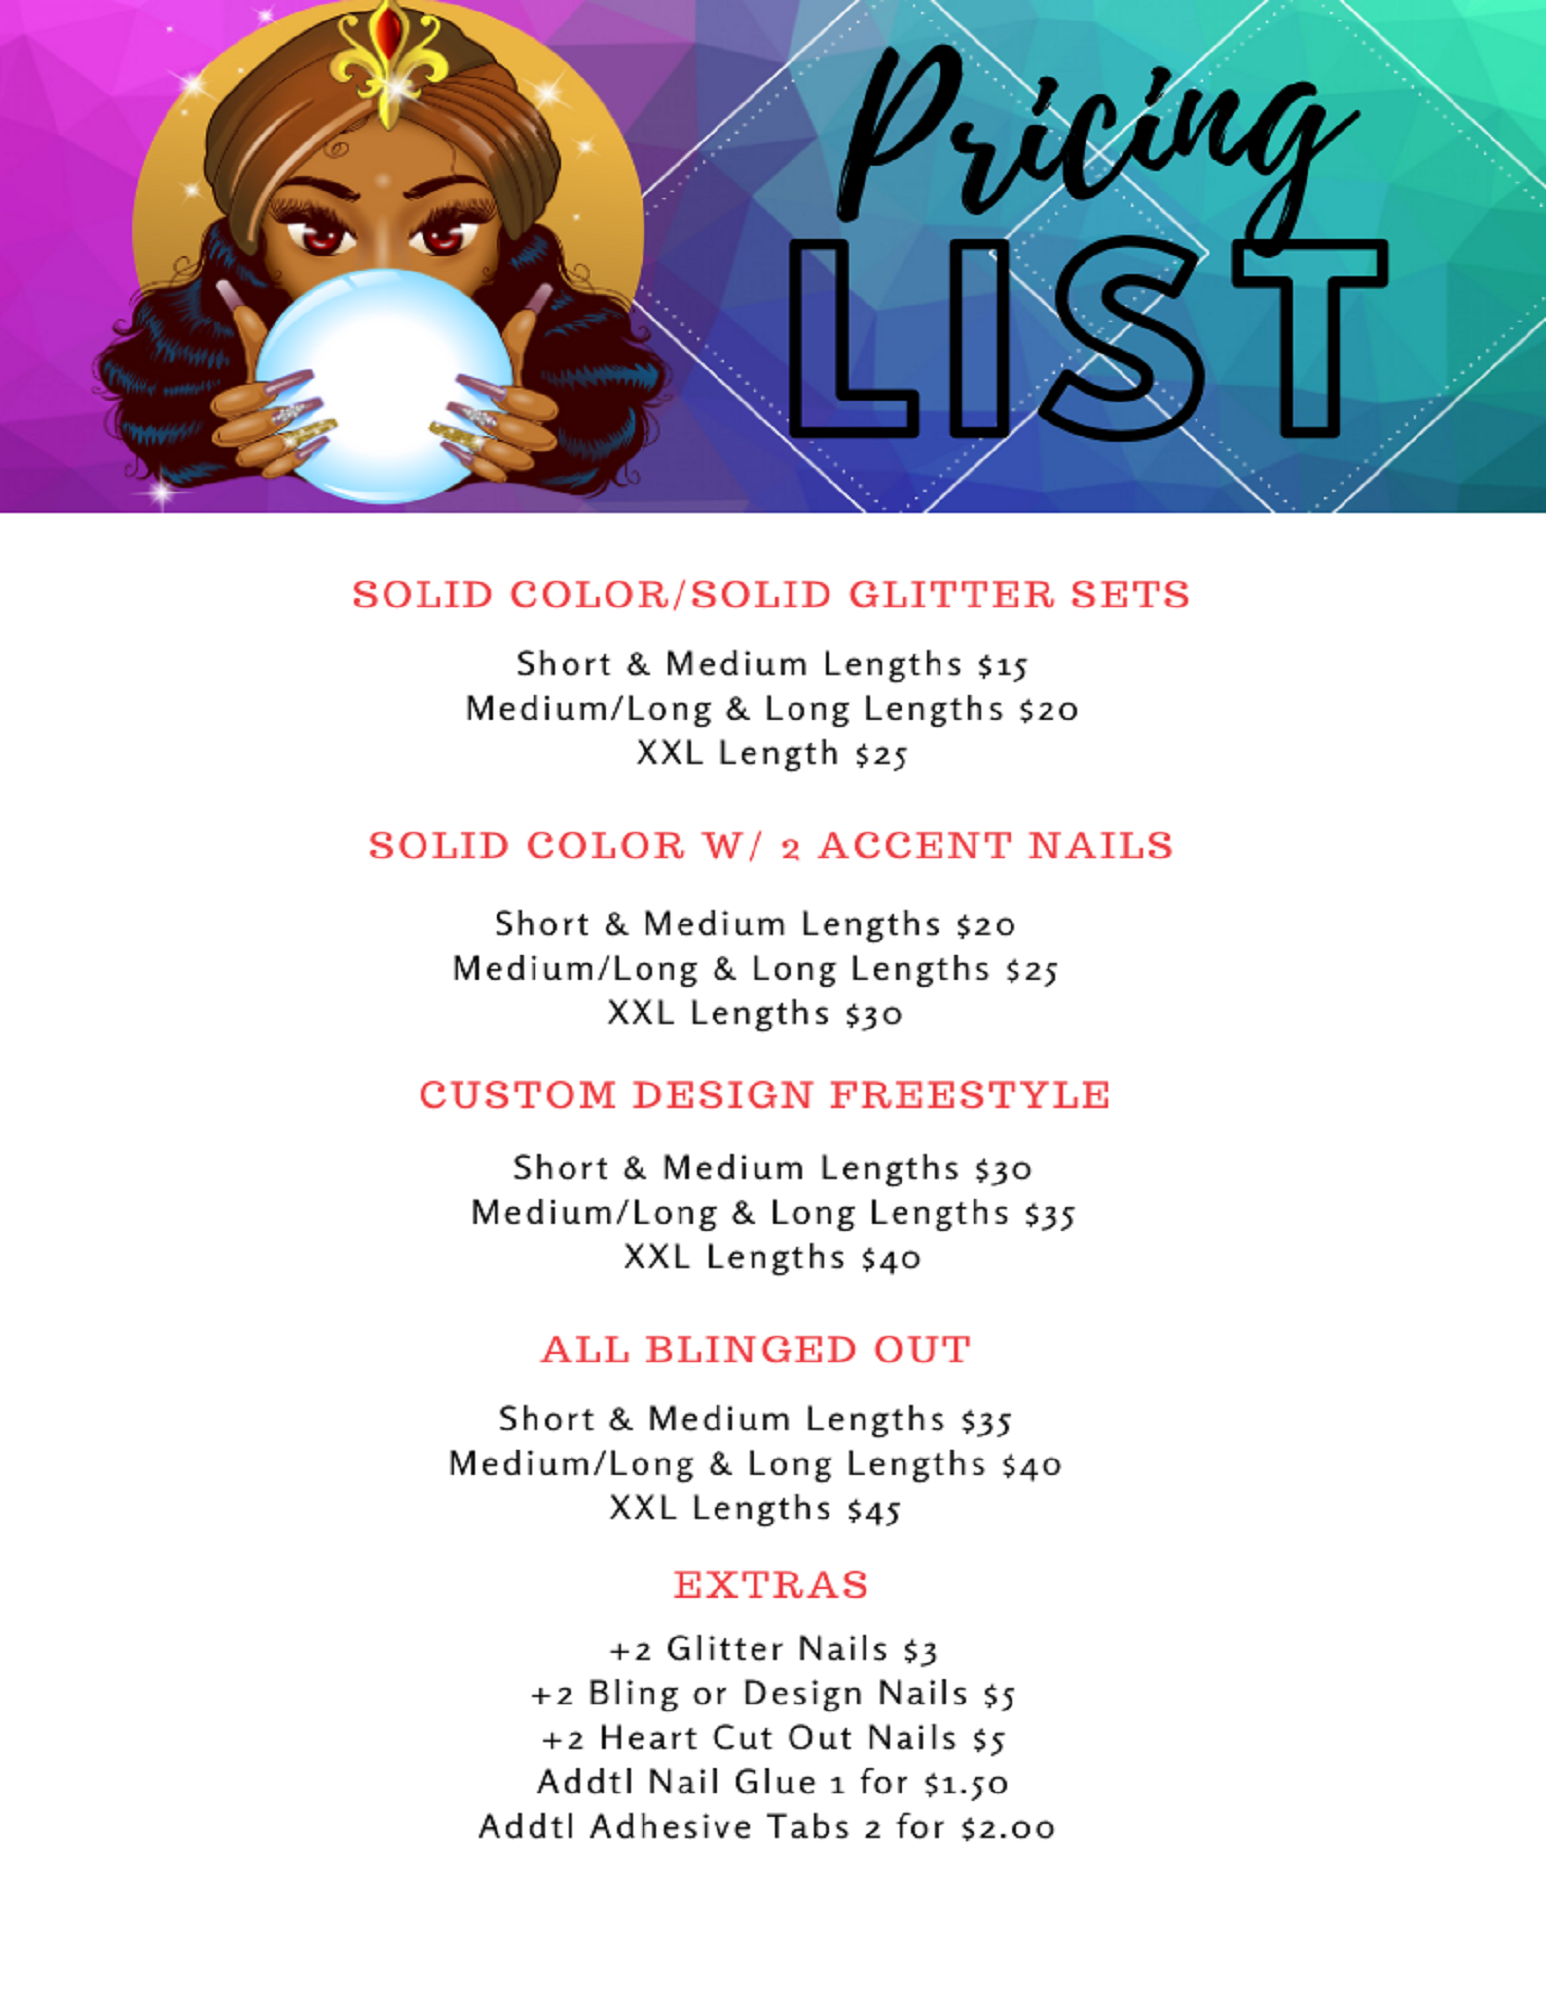 Pricing
LIST
SOLID COLOR/SOLID GLITTER SETS
Short & Medium Lengths $15
Medium/Long & Long Lengths $20
XXL Length $25
SOLID COLOR W/ 2 ACCENT NAILS
Short & Medium Lengths $20
Medium/Long & Long Lengths $25
XXL Lengths $30
CUSTOM DESIGN FREESTYLE
Short & Medium Lengths $30
Medium/Long & Long Lengths $35
XXL Lengths $40
ALL BLINGED OUT
Short & Medium Lengths $35
Medium/Long & Long Lengths $40
XXL Lengths $45
EXTRAS
+2 Glitter Nails $3
+2 Bling or Design Nails $5
+2 Heart Cut Out Nails $5
Addtl Nail Glue 1 for $1.50
Addtl Adhesive Tabs 2 for $2.00